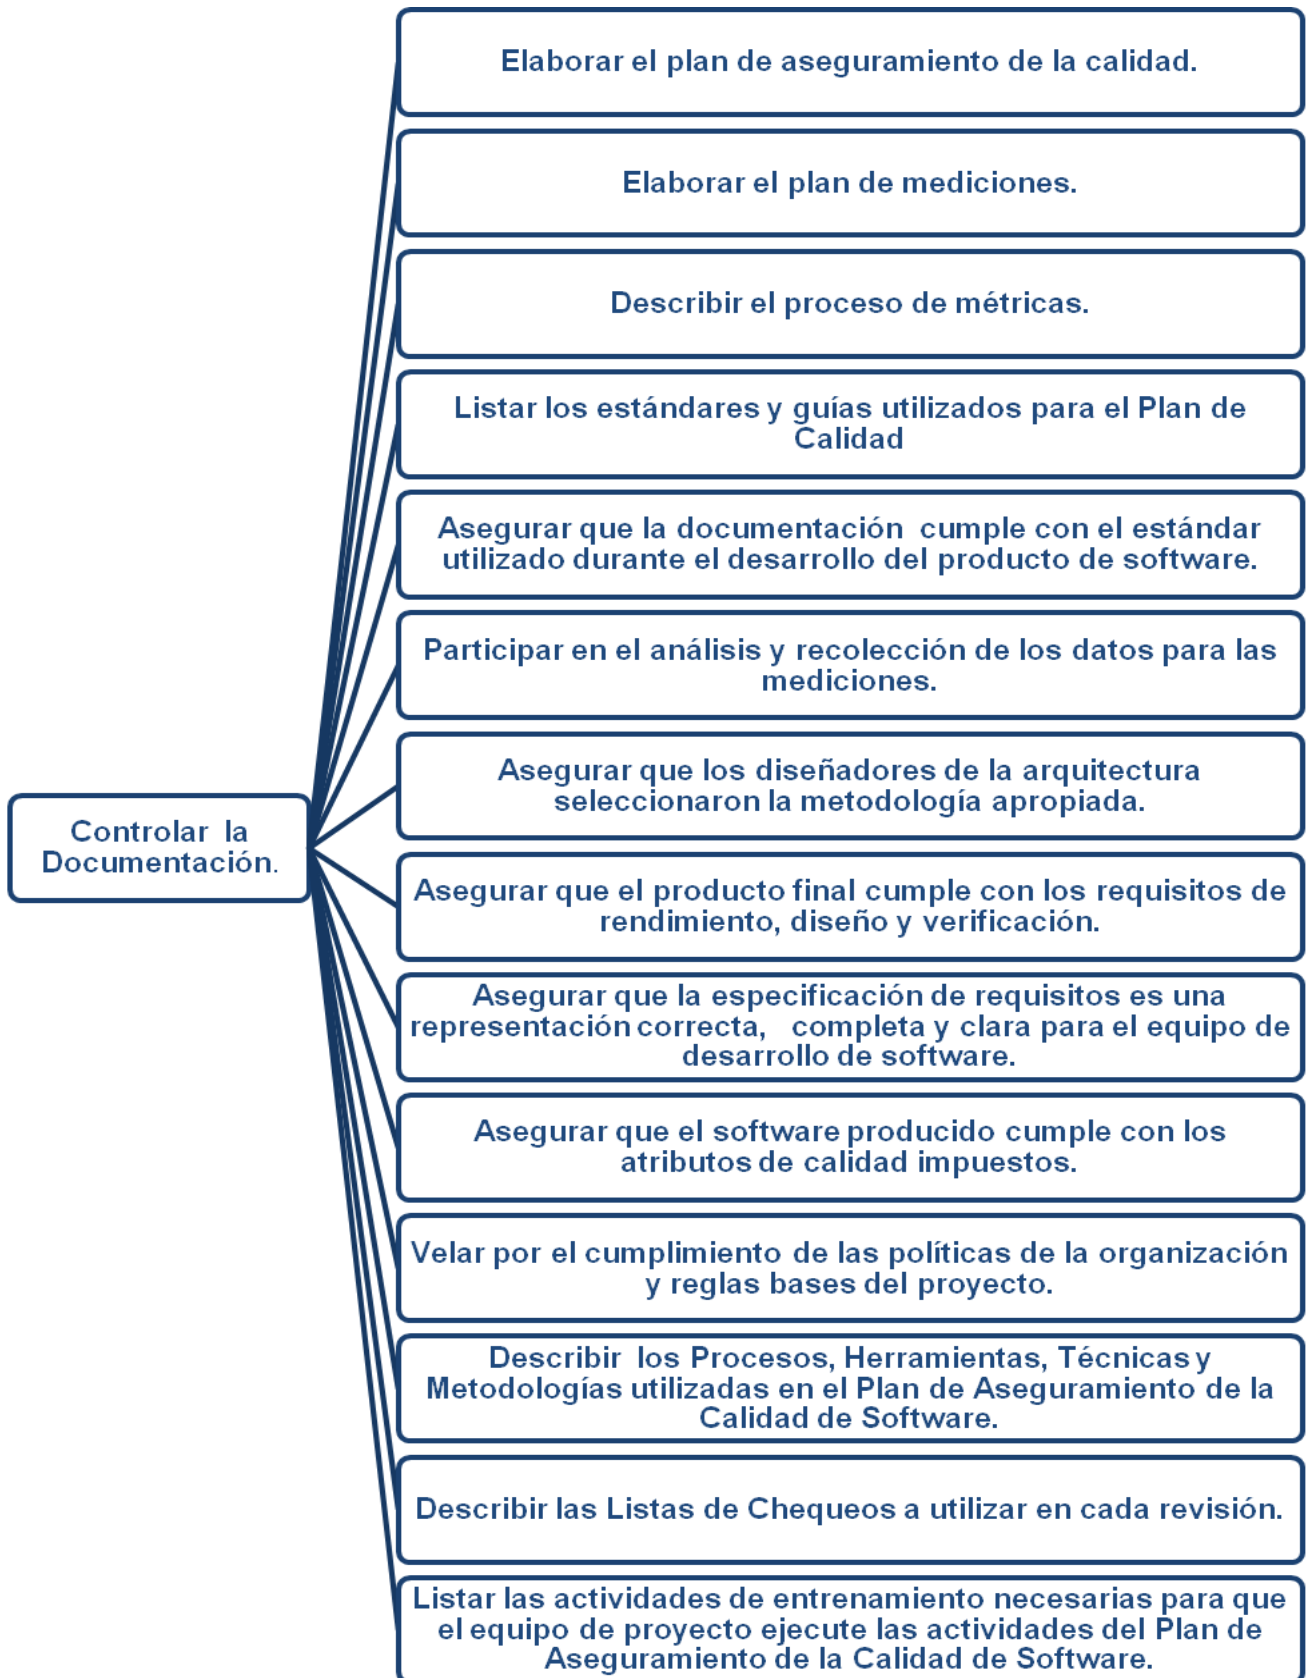 Elaborar el plan de aseguramiento de la calidad.
Elaborar el plan de mediciones.
Describir el proceso de métricas.
Listar los estándares y guías utilizados para el Plan de
Calidad
Asegurar que la documentación cumple con el estándar
utilizado durante el desarrollo del producto de software.
Participar en el análisis y recolección de los datos para las
mediciones.
Asegurar que los diseñadores de la arquitectura
seleccionaron la metodología apropiada.
Controlar la
Documentación.
Asegurar que el producto final cumple con los requisitos de
rendimiento, diseño y verificación.
Asegurar que la especificación de requisitos es una
representación correcta, completa y clara para el equipo de
desarrollo de software.
Asegurar que el software producido cumple con los
atributos de calidad impuestos.
Velar por el cumplimiento de las políticas de la organización
y reglas bases del proyecto.
Describir los Procesos, Herramientas, Técnicas y
Metodologías utilizadas en el Plan de Aseguramiento de la
Calidad de Software.
Describir las Listas de Chequeos a utilizar en cada revisión.
Listar las actividades de entrenamiento necesarias para que
el equipo de proyecto ejecute las actividades del Plan de
Aseguramiento de la Calidad de Software.